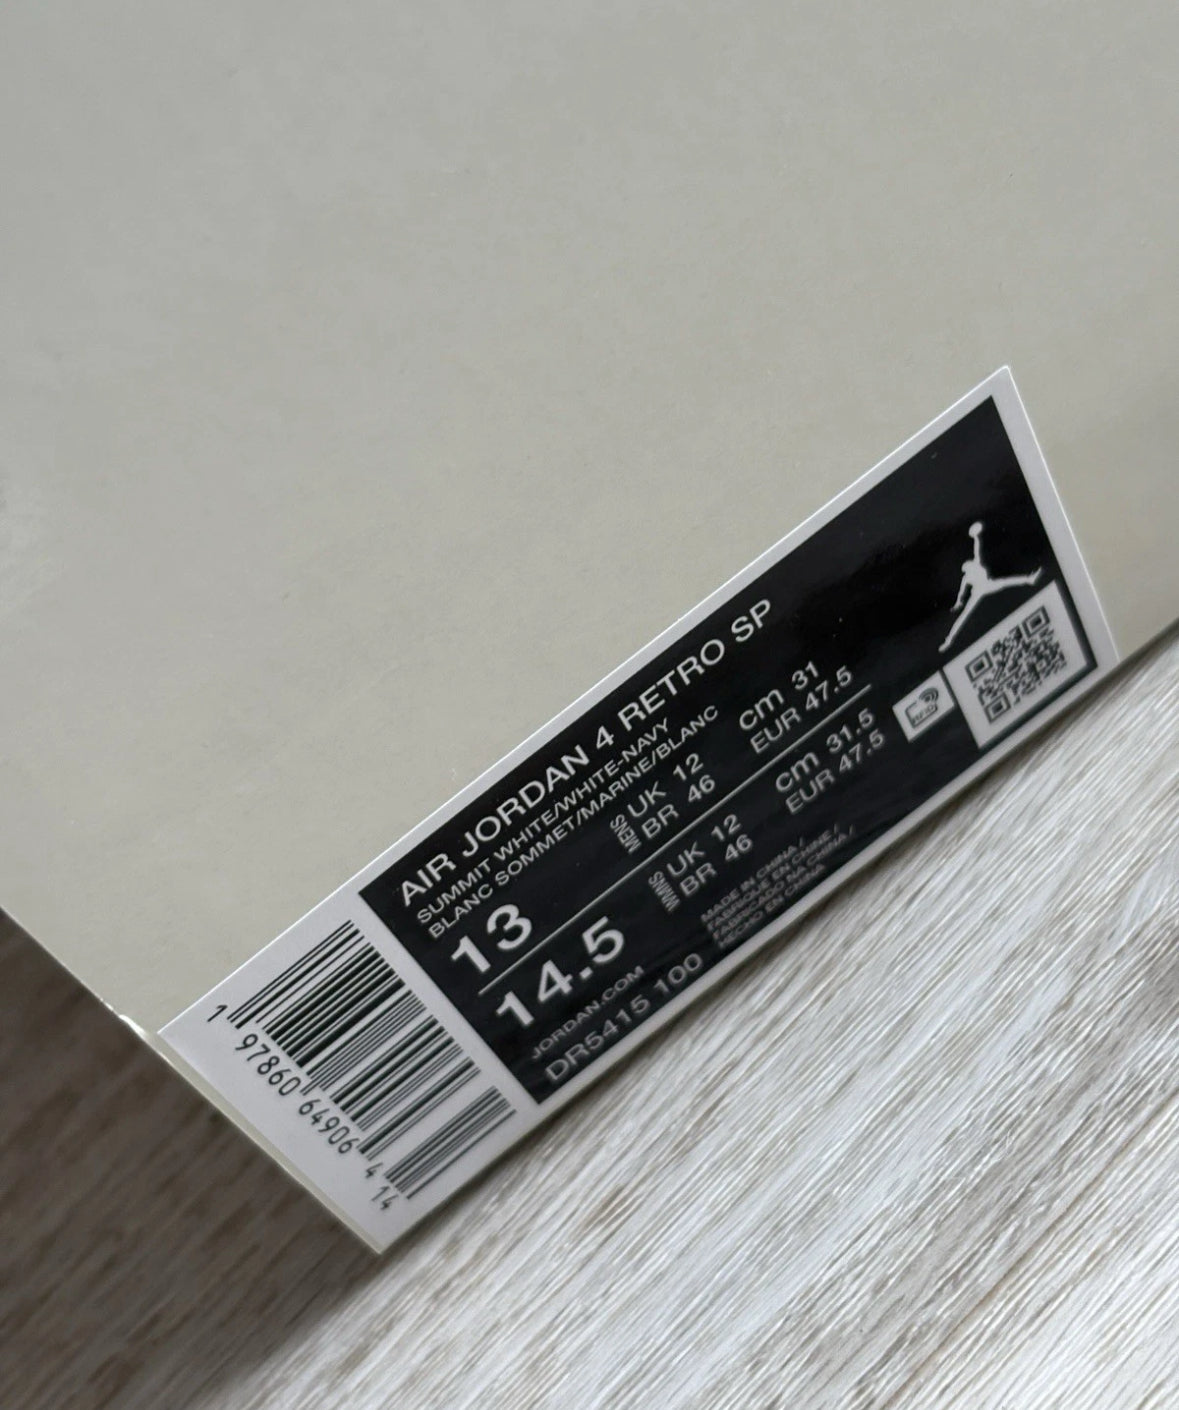 AIR JORDAN 4 RETRO SP
SUMMIT WHITE/WHITE-NAVY
BLANC SOMMET/MARINE/BLANC
13 MENS UK 12 cm 31
BR 46 EUR 47.5
14.5 WMNS UK 12 cm 31.5
BR 46 EUR 47.5
JORDAN.COM
DR5415 100
MADE IN CHINA /
FABRIQUE EN CHINE /
FABRICADO NA CHINA /
HECHO EN CHINA
RFID
1 97860 64906 4 14